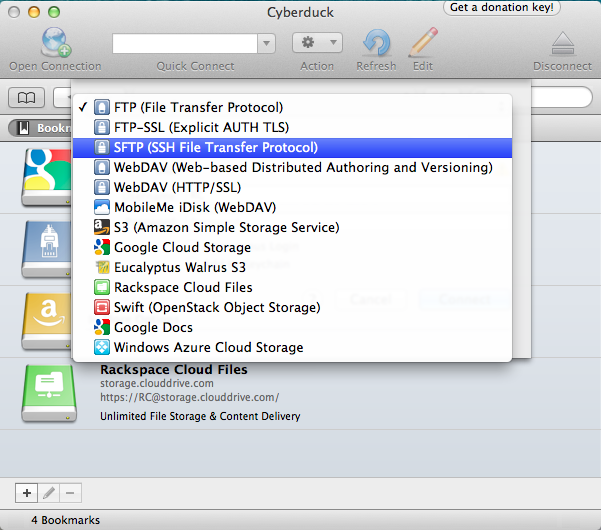 Cyberduck
Get a donation key!
Open Connection
Quick Connect
Action
Refresh
Edit
Disconnect
✓ FTP (File Transfer Protocol)
FTP-SSL (Explicit AUTH TLS)
SFTP (SSH File Transfer Protocol)
WebDAV (Web-based Distributed Authoring and Versioning)
WebDAV (HTTP/SSL)
MobileMe iDisk (WebDAV)
S3 (Amazon Simple Storage Service)
Google Cloud Storage
Eucalyptus Walrus S3
Rackspace Cloud Files
Swift (OpenStack Object Storage)
Google Docs
Windows Azure Cloud Storage
Rackspace Cloud Files
storage.clouddrive.com
https://RC@storage.clouddrive.com/
Unlimited File Storage & Content Delivery
4 Bookmarks